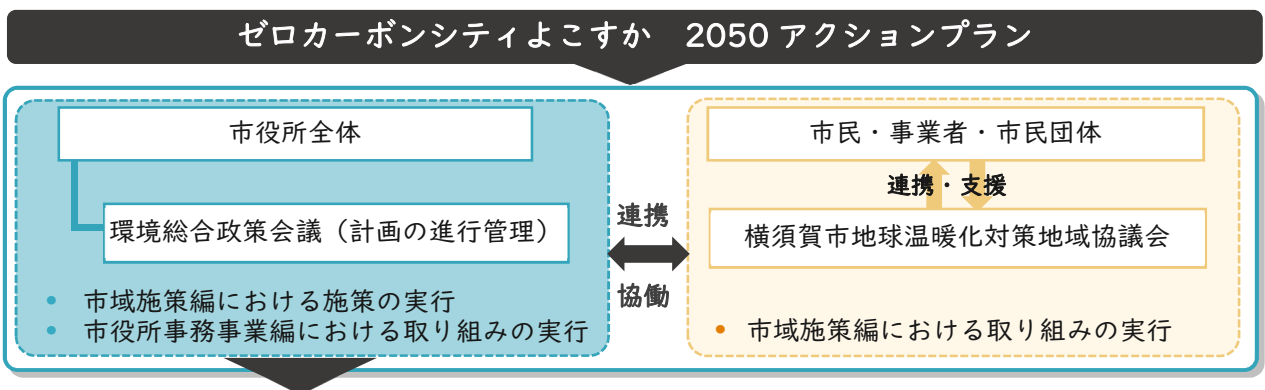 ゼロカーボンシティよこすか　2050 アクションプラン
市役所全体
環境総合政策会議（計画の進行管理）
• 市域施策編における施策の実行
• 市役所事務事業編における取り組みの実行
連携
協働
市民・事業者・市民団体
連携・支援
横須賀市地球温暖化対策地域協議会
• 市域施策編における取り組みの実行